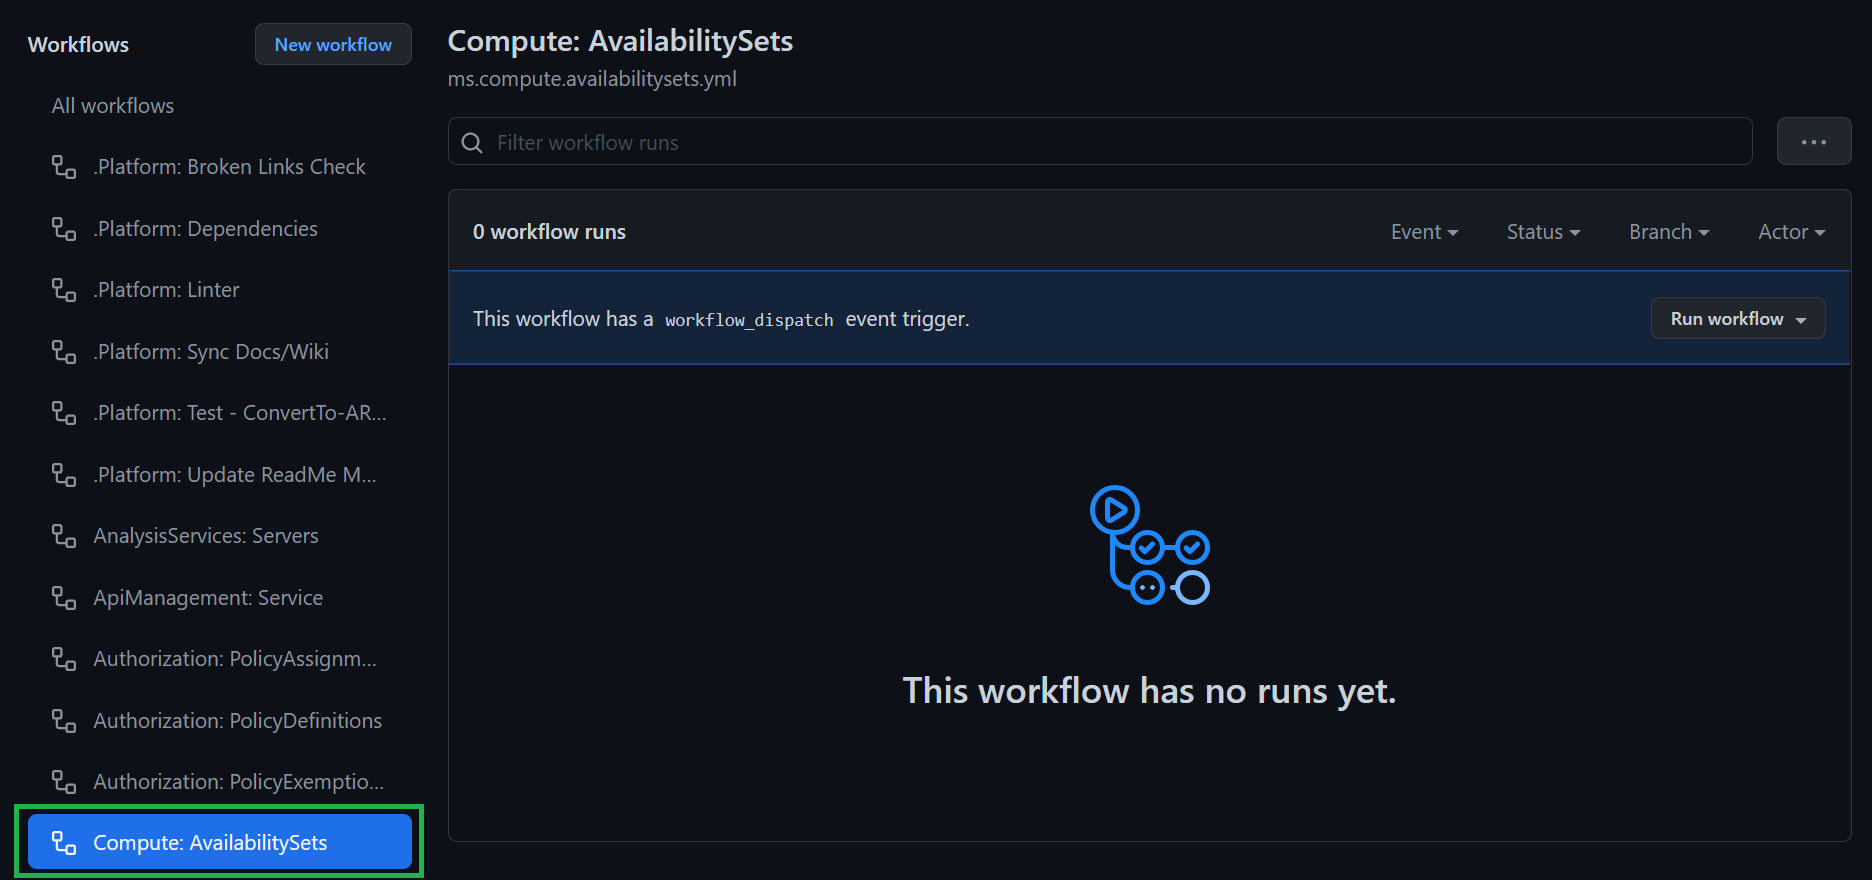 Workflows
New workflow
All workflows
.Platform: Broken Links Check
.Platform: Dependencies
.Platform: Linter
.Platform: Sync Docs/Wiki
.Platform: Test - ConvertTo-AR...
.Platform: Update ReadMe M...
AnalysisServices: Servers
ApiManagement: Service
Authorization: PolicyAssignm...
Authorization: PolicyDefinitions
Authorization: PolicyExemptio...
Compute: AvailabilitySets
Compute: AvailabilitySets
ms.compute.availabilitysets.yml
Filter workflow runs
0 workflow runs Event Status Branch Actor
This workflow has a workflow_dispatch event trigger. Run workflow
This workflow has no runs yet.